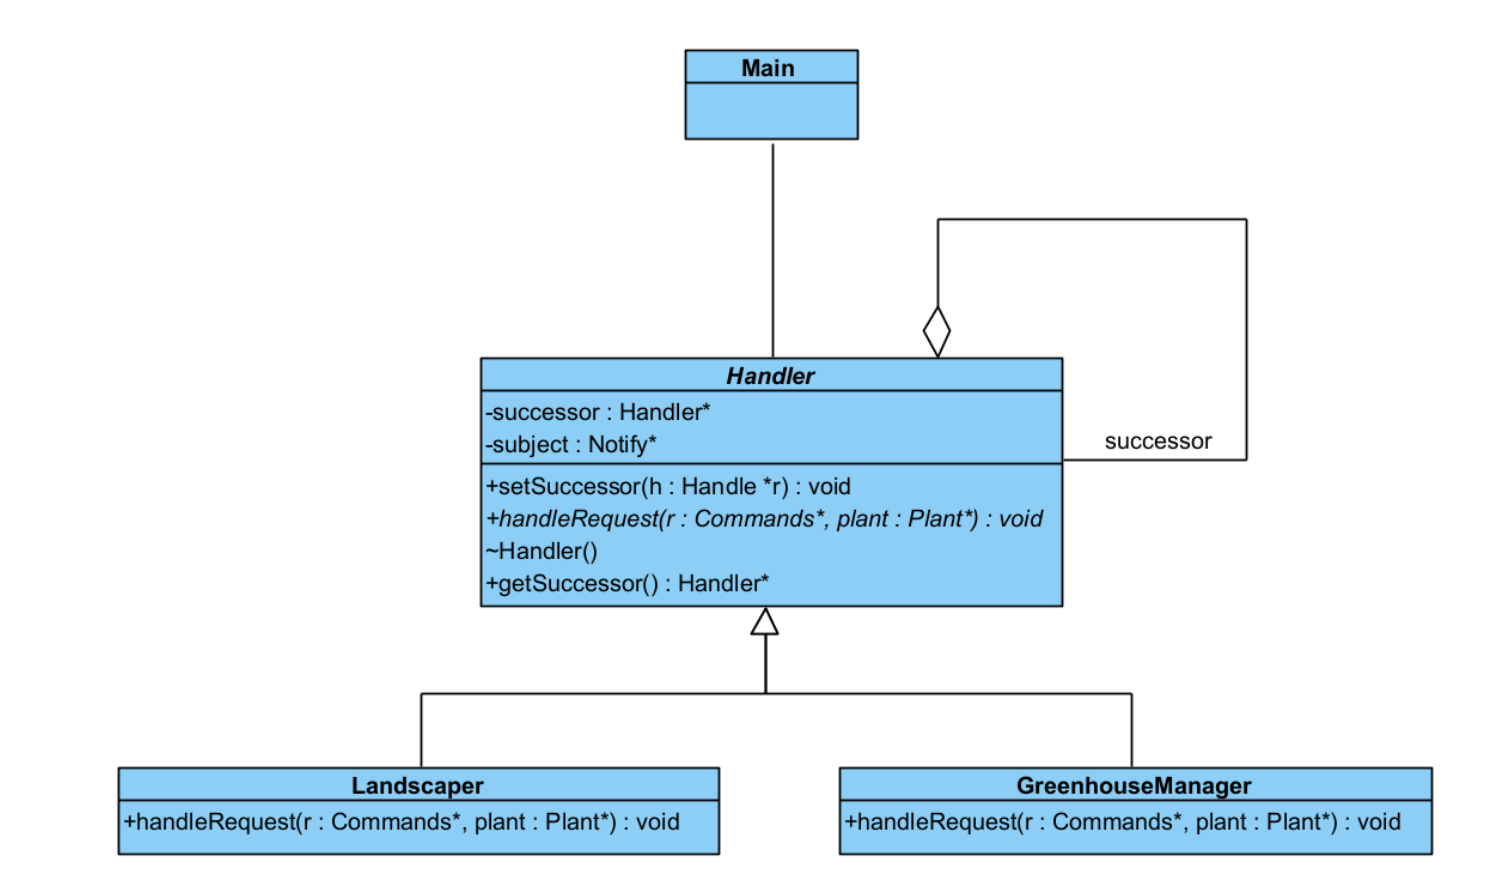 Main
Handler
-successor : Handler*
-subject : Notify*
successor
+setSuccessor(h : Handle *r) : void
+handleRequest(r : Commands*, plant : Plant*) : void
~Handler()
+getSuccessor() : Handler*
Landscaper
+handleRequest(r : Commands*, plant : Plant*) : void
GreenhouseManager
+handleRequest(r : Commands*, plant : Plant*) : void